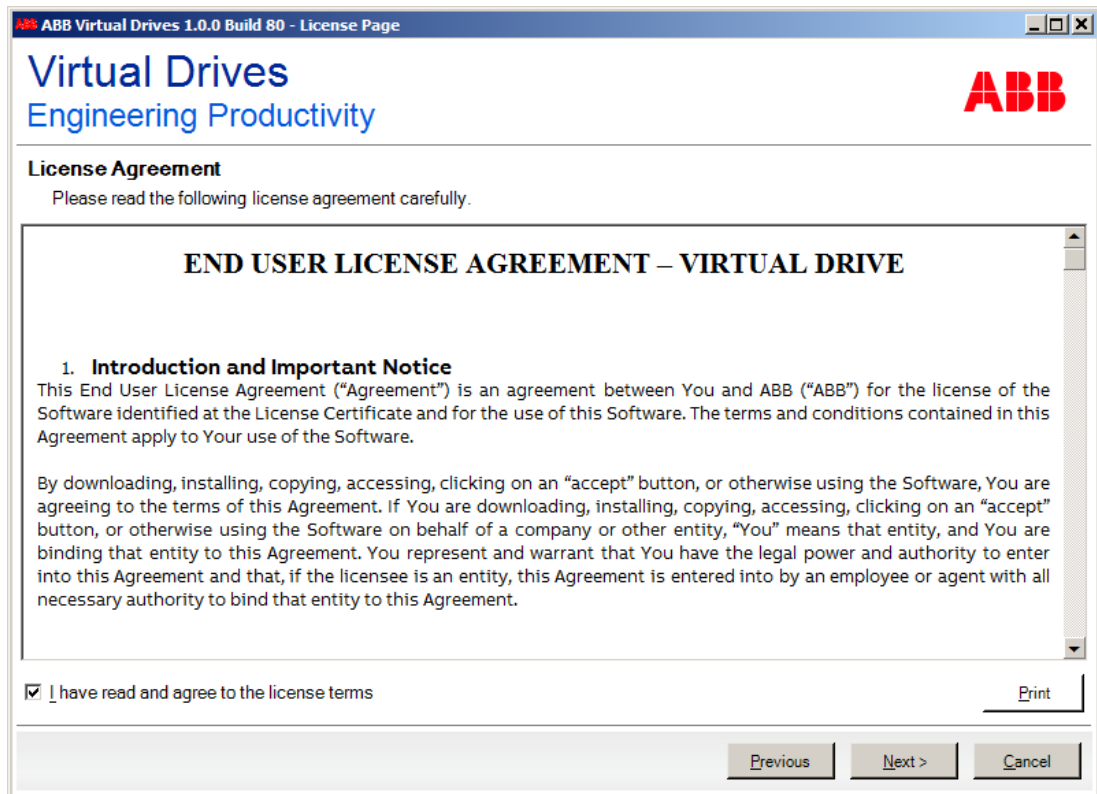 ABB ABB Virtual Drives 1.0.0 Build 80 - License Page
Virtual Drives
Engineering Productivity
ABB
License Agreement
Please read the following license agreement carefully.
END USER LICENSE AGREEMENT – VIRTUAL DRIVE
1. Introduction and Important Notice
This End User License Agreement (“Agreement”) is an agreement between You and ABB (“ABB”) for the license of the
Software identified at the License Certificate and for the use of this Software. The terms and conditions contained in this
Agreement apply to Your use of the Software.
By downloading, installing, copying, accessing, clicking on an “accept” button, or otherwise using the Software, You are
agreeing to the terms of this Agreement. If You are downloading, installing, copying, accessing, clicking on an “accept”
button, or otherwise using the Software on behalf of a company or other entity, “You” means that entity, and You are
binding that entity to this Agreement. You represent and warrant that You have the legal power and authority to enter
into this Agreement and that, if the licensee is an entity, this Agreement is entered into by an employee or agent with all
necessary authority to bind that entity to this Agreement.
I have read and agree to the license terms
Print
Previous
Next >
Cancel